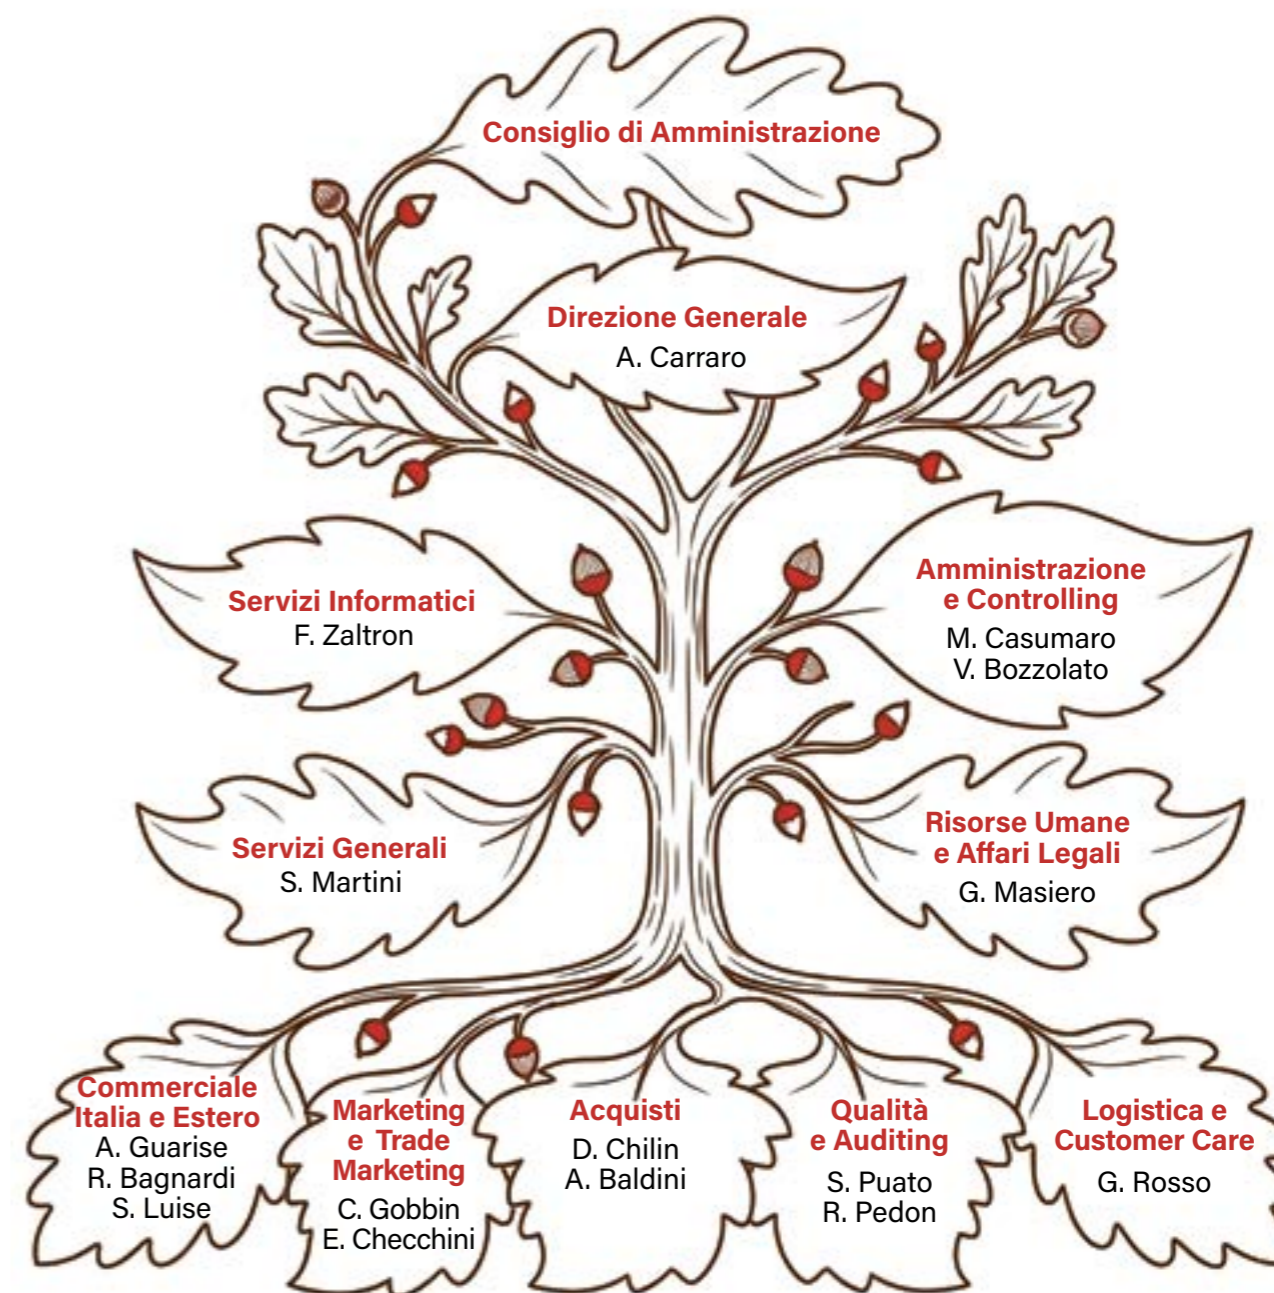 Consiglio di Amministrazione
Direzione Generale
A. Carraro
Servizi Informatici
F. Zaltron
Amministrazione
e Controlling
M. Casumaro
V. Bozzolato
Servizi Generali
S. Martini
Risorse Umane
e Affari Legali
G. Masiero
Commerciale
Italia e Estero
A. Guarise
R. Bagnardi
S. Luise
Marketing
e Trade
Marketing
C. Gobbin
E. Checchini
Acquisti
D. Chilin
A. Baldini
Qualità
e Auditing
S. Puato
R. Pedon
Logistica e
Customer Care
G. Rosso